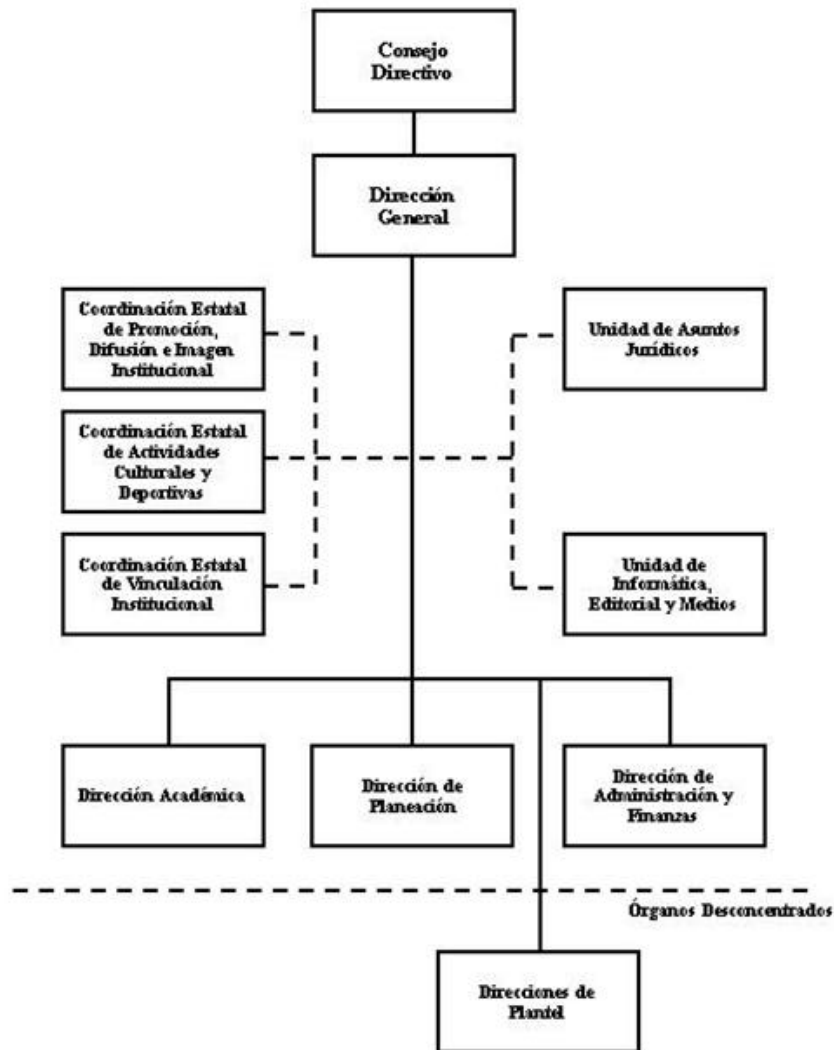 Consejo
Directivo
Dirección
General
Coordinación Estatal
de Promoción,
Difusión e Imagen
Institucional
Unidad de Asuntos
Jurídicos
Coordinación Estatal
de Actividades
Culturales y
Deportivas
Coordinación Estatal
de Vinculación
Institucional
Unidad de
Informática,
Editorial y Medios
Dirección Académica
Dirección de
Planeación
Dirección de
Administración y
Finanzas
Órganos Desconcentrados
Direcciones de
Plantel